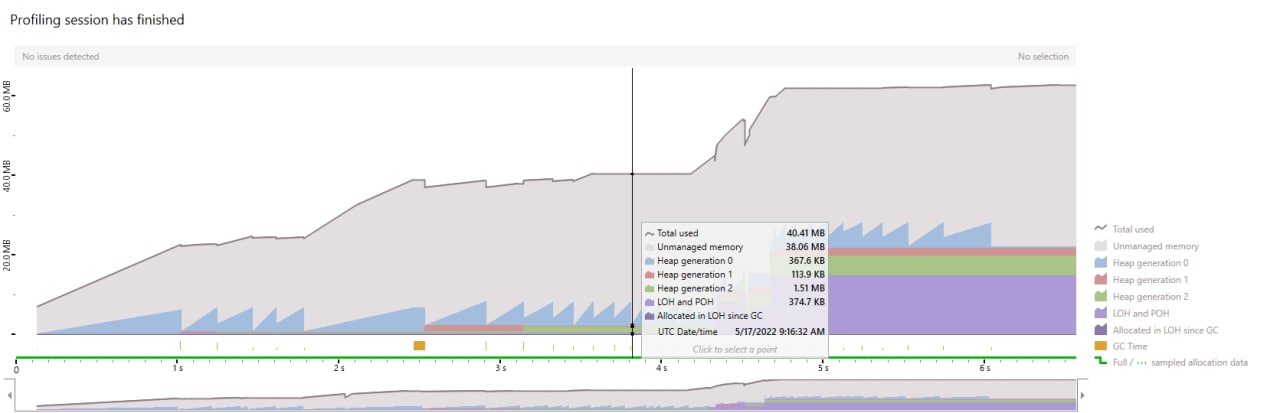 Profiling session has finished
No issues detected No selection
60.0 MB
40.0 MB
20.0 MB
Total used 40.41 MB
Unmanaged memory 38.06 MB
Heap generation 0 367.6 KB
Heap generation 1 113.9 KB
Heap generation 2 1.51 MB
LOH and POH 374.7 KB
Allocated in LOH since GC
UTC Date/time 5/17/2022 9:16:32 AM
Click to select a point
Total used
Unmanaged memory
Heap generation 0
Heap generation 1
Heap generation 2
LOH and POH
Allocated in LOH since GC
GC Time
Full / ··· sampled allocation data
0 1 s 2 s 3 s 4 s 5 s 6 s